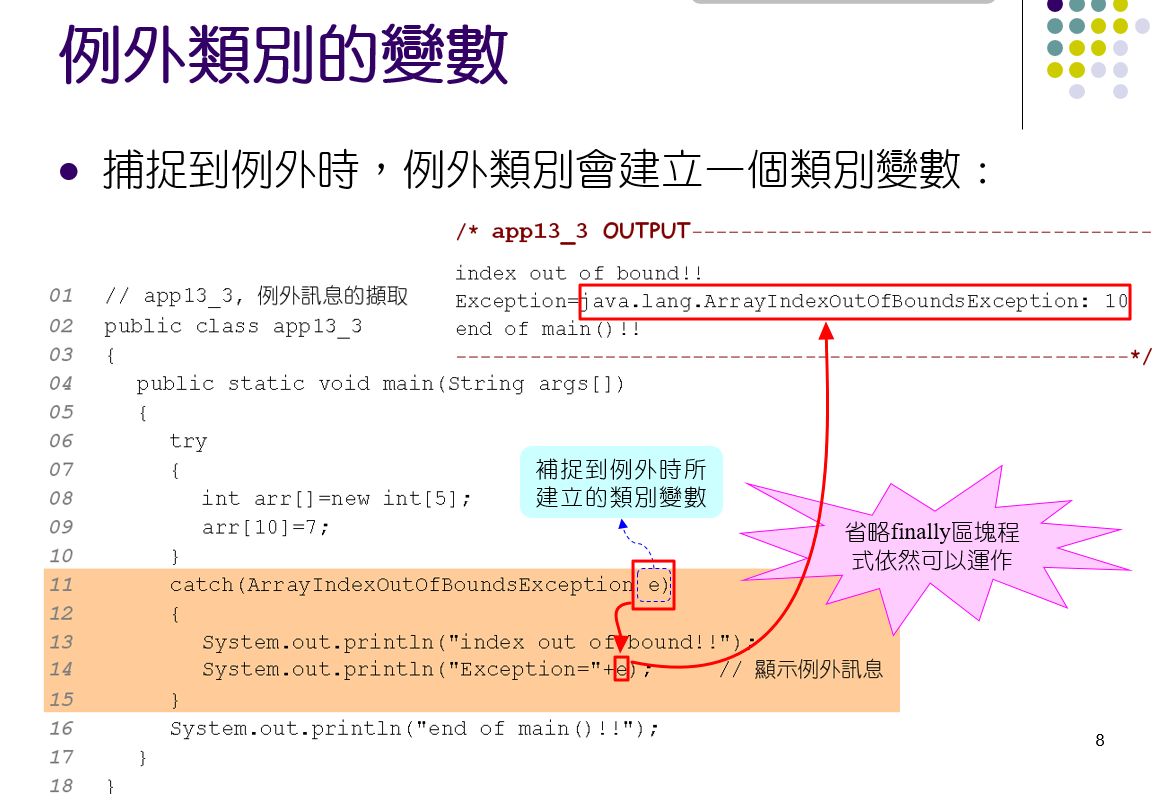 例外類別的變數
● 捕捉到例外時，例外類別會建立一個類別變數：
/* app13_3 OUTPUT-------------------------------------
index out of bound!!
Exception=java.lang.ArrayIndexOutOfBoundsException: 10
end of main()!!
------------------------------------------------------*/
01 // app13_3, 例外訊息的擷取
02 public class app13_3
03 {
04 public static void main(String args[])
05 {
06 try
07 {
08 int arr[]=new int[5];
09 arr[10]=7;
10 }
11 catch(ArrayIndexOutOfBoundsException e)
12 {
13 System.out.println("index out of bound!!");
14 System.out.println("Exception="+e); // 顯示例外訊息
15 }
16 System.out.println("end of main()!!");
17 }
18 }
補捉到例外時所
建立的類別變數
省略finally區塊程
式依然可以運作
8